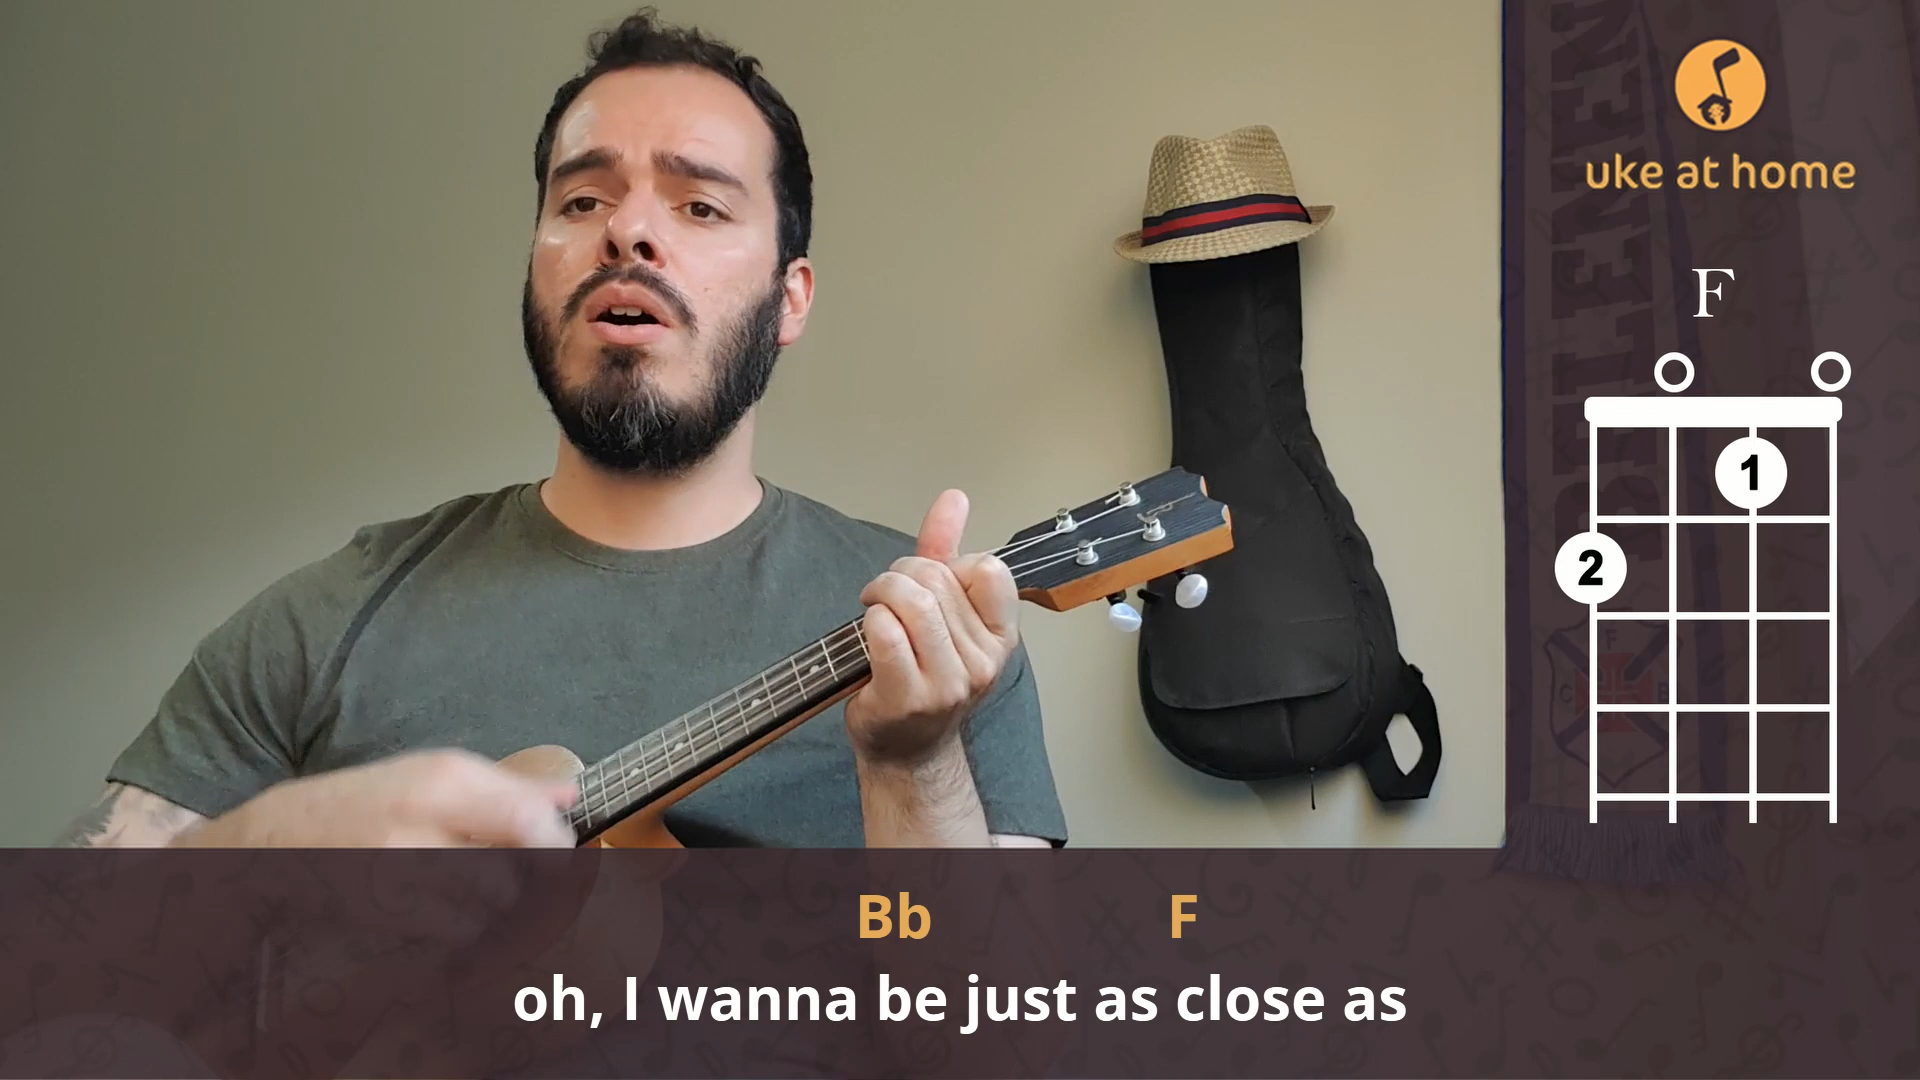 uke at home
F
1
2
Bb F
oh, I wanna be just as close as